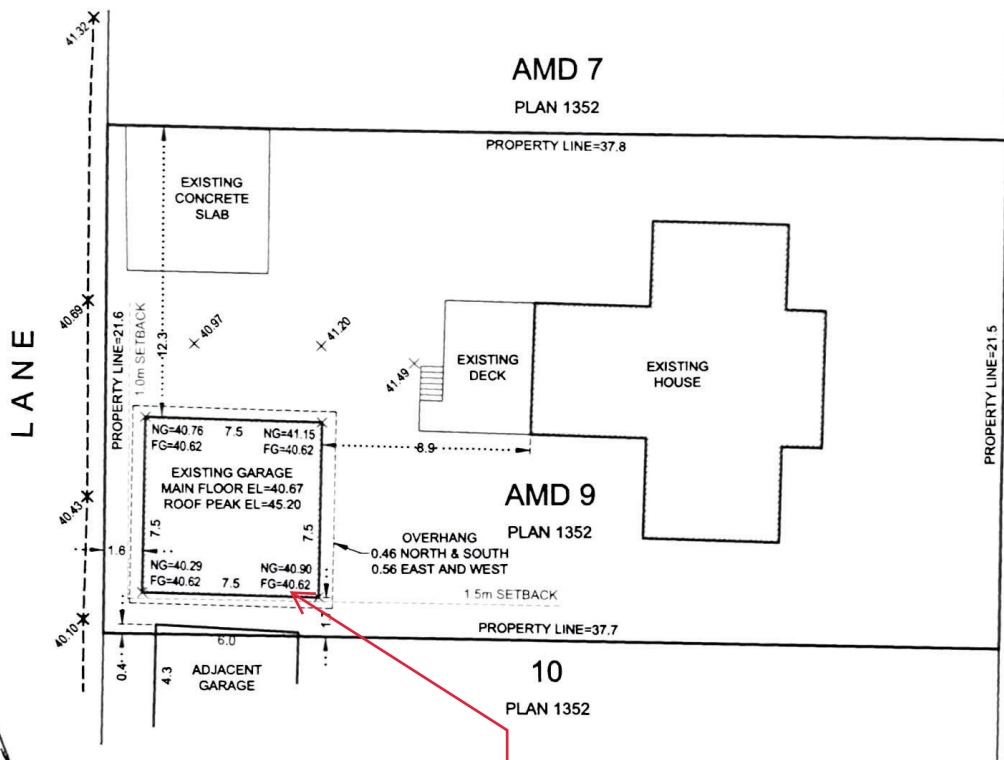 41.32
AMD 7
PLAN 1352
PROPERTY LINE=37.8
EXISTING
CONCRETE
SLAB
LANE
40.69
PROPERTY LINE=21.6
1.0m SETBACK
12.3
40.97
41.20
41.49
EXISTING
DECK
EXISTING
HOUSE
PROPERTY LINE=21.5
NG=40.76 7.5 NG=41.15
FG=40.62 FG=40.62
8.9
EXISTING GARAGE
MAIN FLOOR EL=40.67
ROOF PEAK EL=45.20
40.43
7.5
7.5
AMD 9
PLAN 1352
OVERHANG
0.46 NORTH & SOUTH
0.56 EAST AND WEST
1.6
NG=40.29 NG=40.90
FG=40.62 7.5 FG=40.62
1.5m SETBACK
40.10
PROPERTY LINE=37.7
6.0
0.4
4.3
ADJACENT
GARAGE
10
PLAN 1352